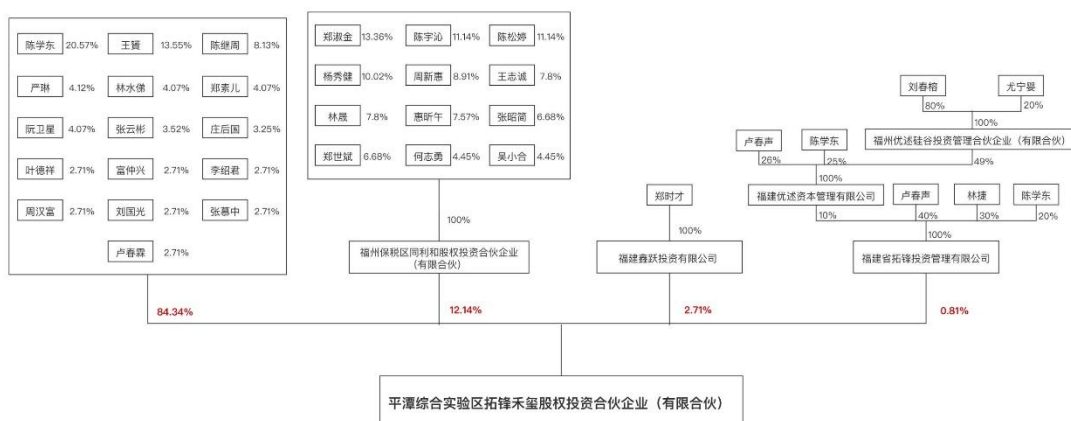 陈学东 20.57% 王赟 13.55% 陈继周 8.13%
严琳 4.12% 林水俤 4.07% 郑素儿 4.07%
阮卫星 4.07% 张云彬 3.52% 庄后国 3.25%
叶德祥 2.71% 富仲兴 2.71% 李绍君 2.71%
周汉富 2.71% 刘国光 2.71% 张慕中 2.71%
卢春霖 2.71%
84.34%
郑淑金 13.36% 陈宇沁 11.14% 陈松婷 11.14%
杨秀健 10.02% 周新惠 8.91% 王志诚 7.8%
林晟 7.8% 惠昕午 7.57% 张昭简 6.68%
郑世斌 6.68% 何志勇 4.45% 吴小合 4.45%
100%
福州保税区同利和股权投资合伙企业
（有限合伙）
12.14%
郑时才
100%
福建鑫跃投资有限公司
2.71%
刘春榕 尤宁婴
80% 20%
100%
福州优述硅谷投资管理合伙企业（有限合伙）
卢春声 陈学东
26% 25% 49%
100%
福建优述资本管理有限公司 卢春声 林捷 陈学东
10% 40% 30% 20%
100%
福建省拓锋投资管理有限公司
0.81%
平潭综合实验区拓锋禾玺股权投资合伙企业（有限合伙）